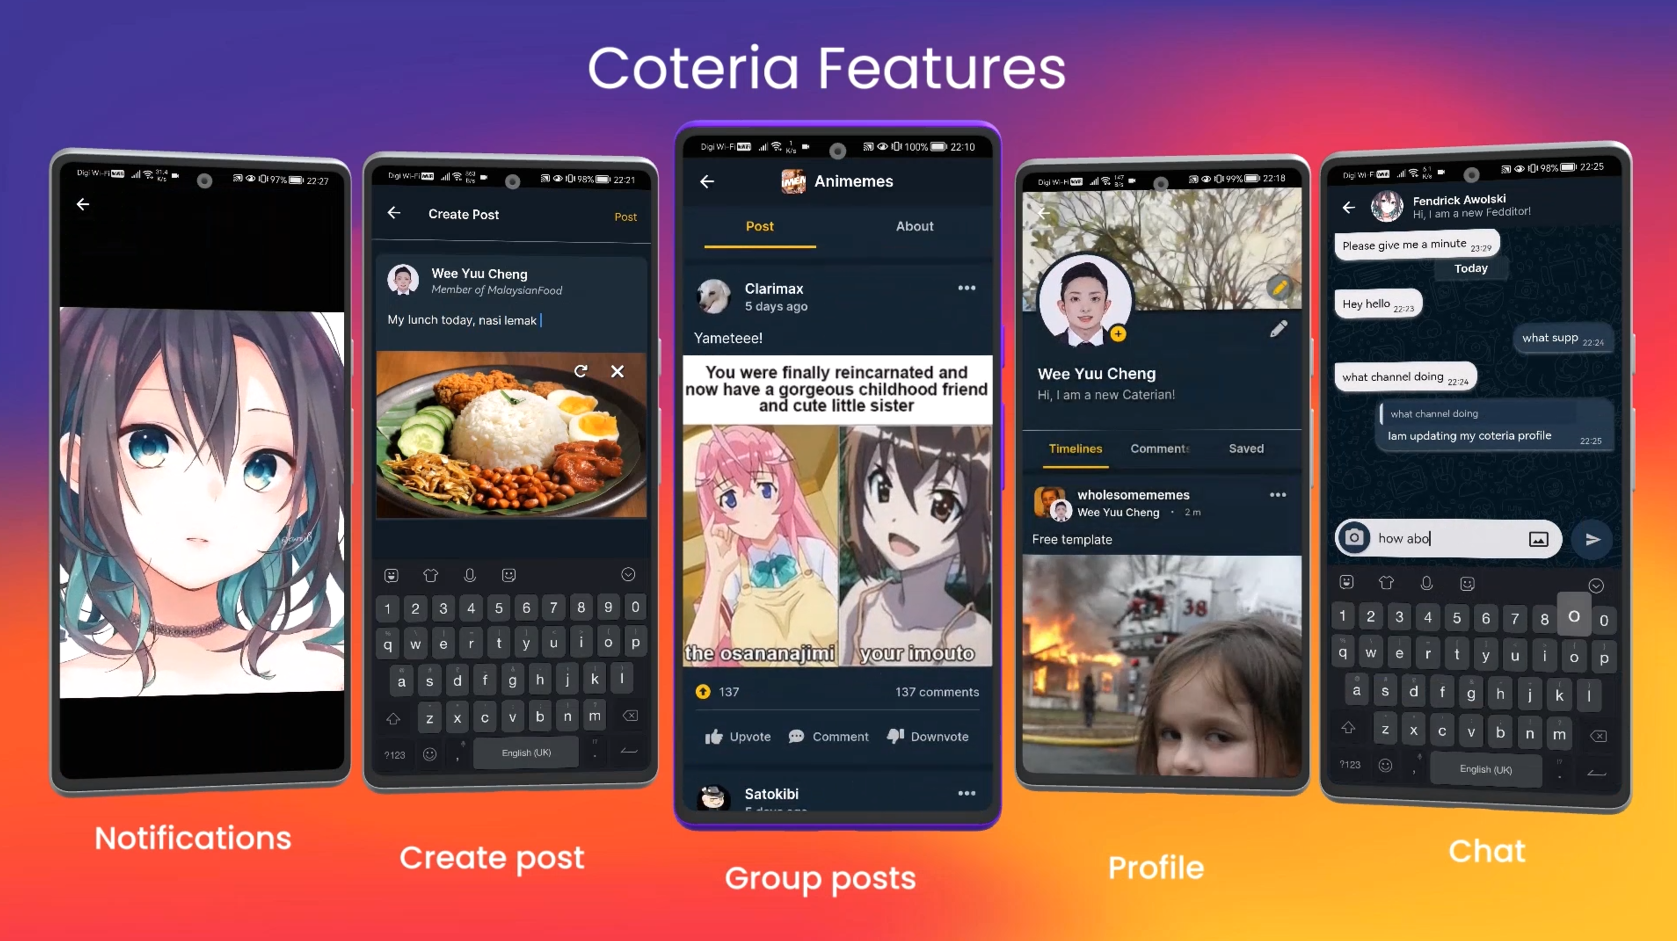 Coteria Features
Digi Wi-Fi
97%
22:27
Notifications
Digi Wi-Fi
98%
22:21
Create Post
Post
Wee Yuu Cheng
Member of MalaysianFood
My lunch today, nasi lemak
1 2 3 4 5 6 7 8 9 0
q w e r t y u i o p
a s d f g h j k l
z x c v b n m
?123
,
English (UK)
.
Create post
Digi Wi-Fi
1 K/s
100%
22:10
Animemes
Post
About
Clarimax
5 days ago
Yameteee!
You were finally reincarnated and
now have a gorgeous childhood friend
and cute little sister
the osananajimi
your imouto
137
137 comments
Upvote
Comment
Downvote
Satokibi
5 days ago
Group posts
Digi Wi-Fi
99%
22:18
Wee Yuu Cheng
Hi, I am a new Caterian!
Timelines
Comments
Saved
wholesomememes
Wee Yuu Cheng · 2 m
Free template
38
Profile
Digi Wi-Fi
98%
22:25
Fendrick Awolski
Hi, I am a new Fedditor!
Please give me a minute 23:29
Today
Hey hello 22:23
what supp 22:24
what channel doing 22:24
what channel doing
Iam updating my coteria profile 22:25
how abo
1 2 3 4 5 6 7 8 O 0
q w e r t y u i o p
a s d f g h j k l
z x c v b n m
?123
,
English (UK)
.
Chat